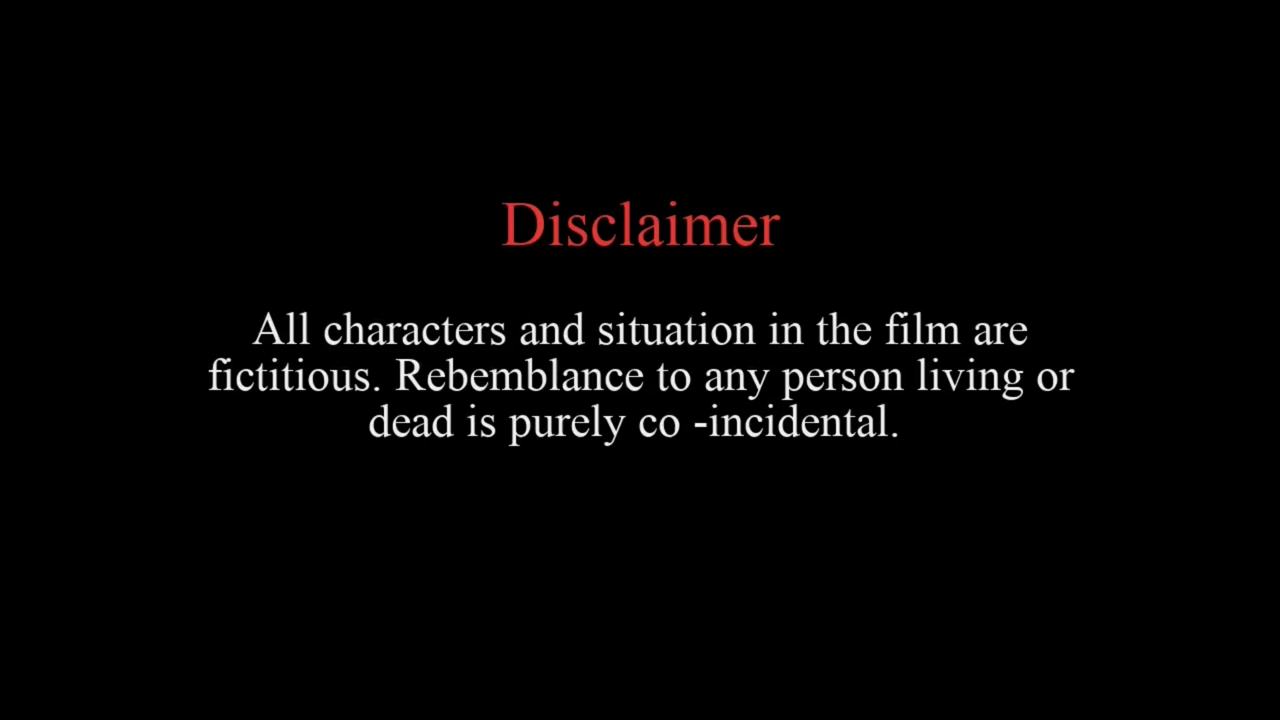 Disclaimer
All characters and situation in the film are
fictitious. Rebemblance to any person living or
dead is purely co -incidental.